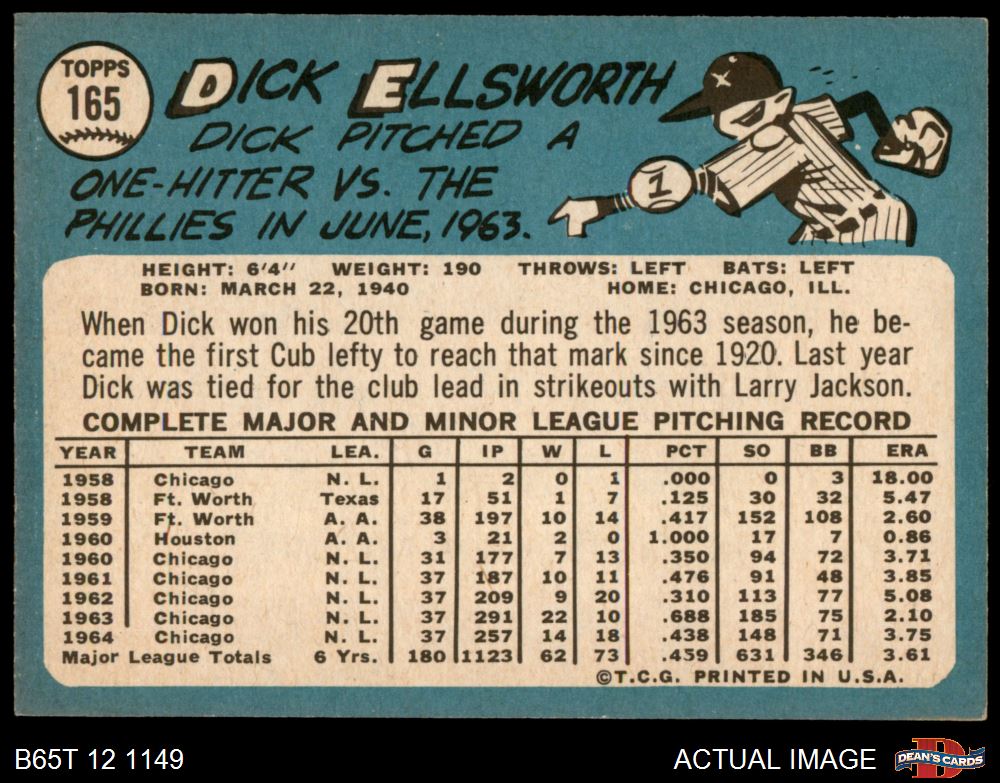 TOPPS
165
DICK ELLSWORTH
DICK PITCHED A
ONE-HITTER VS. THE
PHILLIES IN JUNE, 1963.
1
HEIGHT: 6'4" WEIGHT: 190 THROWS: LEFT BATS: LEFT
BORN: MARCH 22, 1940 HOME: CHICAGO, ILL.
When Dick won his 20th game during the 1963 season, he be-
came the first Cub lefty to reach that mark since 1920. Last year
Dick was tied for the club lead in strikeouts with Larry Jackson.
COMPLETE MAJOR AND MINOR LEAGUE PITCHING RECORD
YEAR TEAM LEA. G IP W L PCT SO BB ERA
1958 Chicago N. L. 1 2 0 1 .000 0 3 18.00
1958 Ft. Worth Texas 17 51 1 7 .125 30 32 5.47
1959 Ft. Worth A. A. 38 197 10 14 .417 152 108 2.60
1960 Houston A. A. 3 21 2 0 1.000 17 7 0.86
1960 Chicago N. L. 31 177 7 13 .350 94 72 3.71
1961 Chicago N. L. 37 187 10 11 .476 91 48 3.85
1962 Chicago N. L. 37 209 9 20 .310 113 77 5.08
1963 Chicago N. L. 37 291 22 10 .688 185 75 2.10
1964 Chicago N. L. 37 257 14 18 .438 148 71 3.75
Major League Totals 6 Yrs. 180 1123 62 73 .459 631 346 3.61
©T.C.G. PRINTED IN U.S.A.
B65T 12 1149 ACTUAL IMAGE
D
DEAN'S CARDS